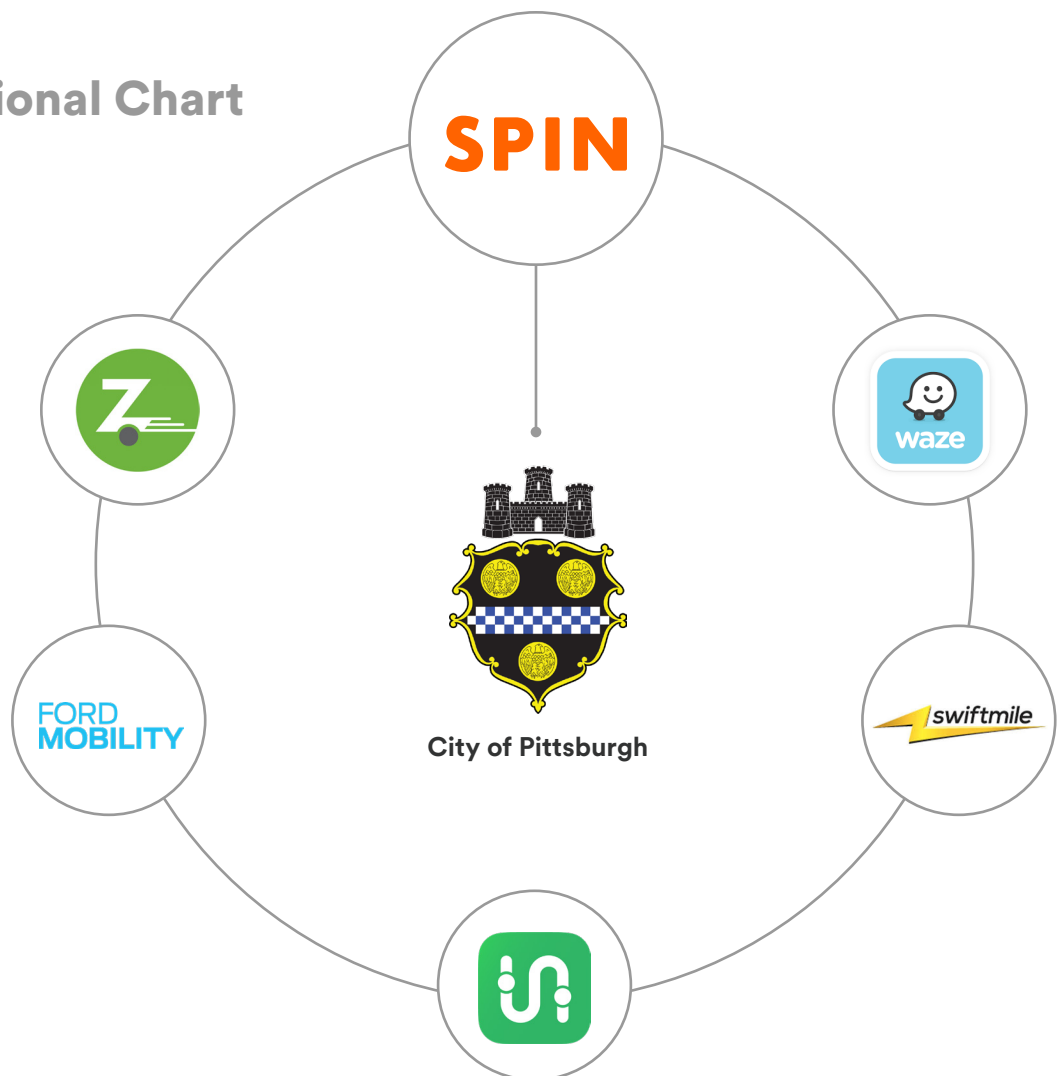 ional Chart
SPIN
Z
waze
FORD
MOBILITY
swiftmile
City of Pittsburgh